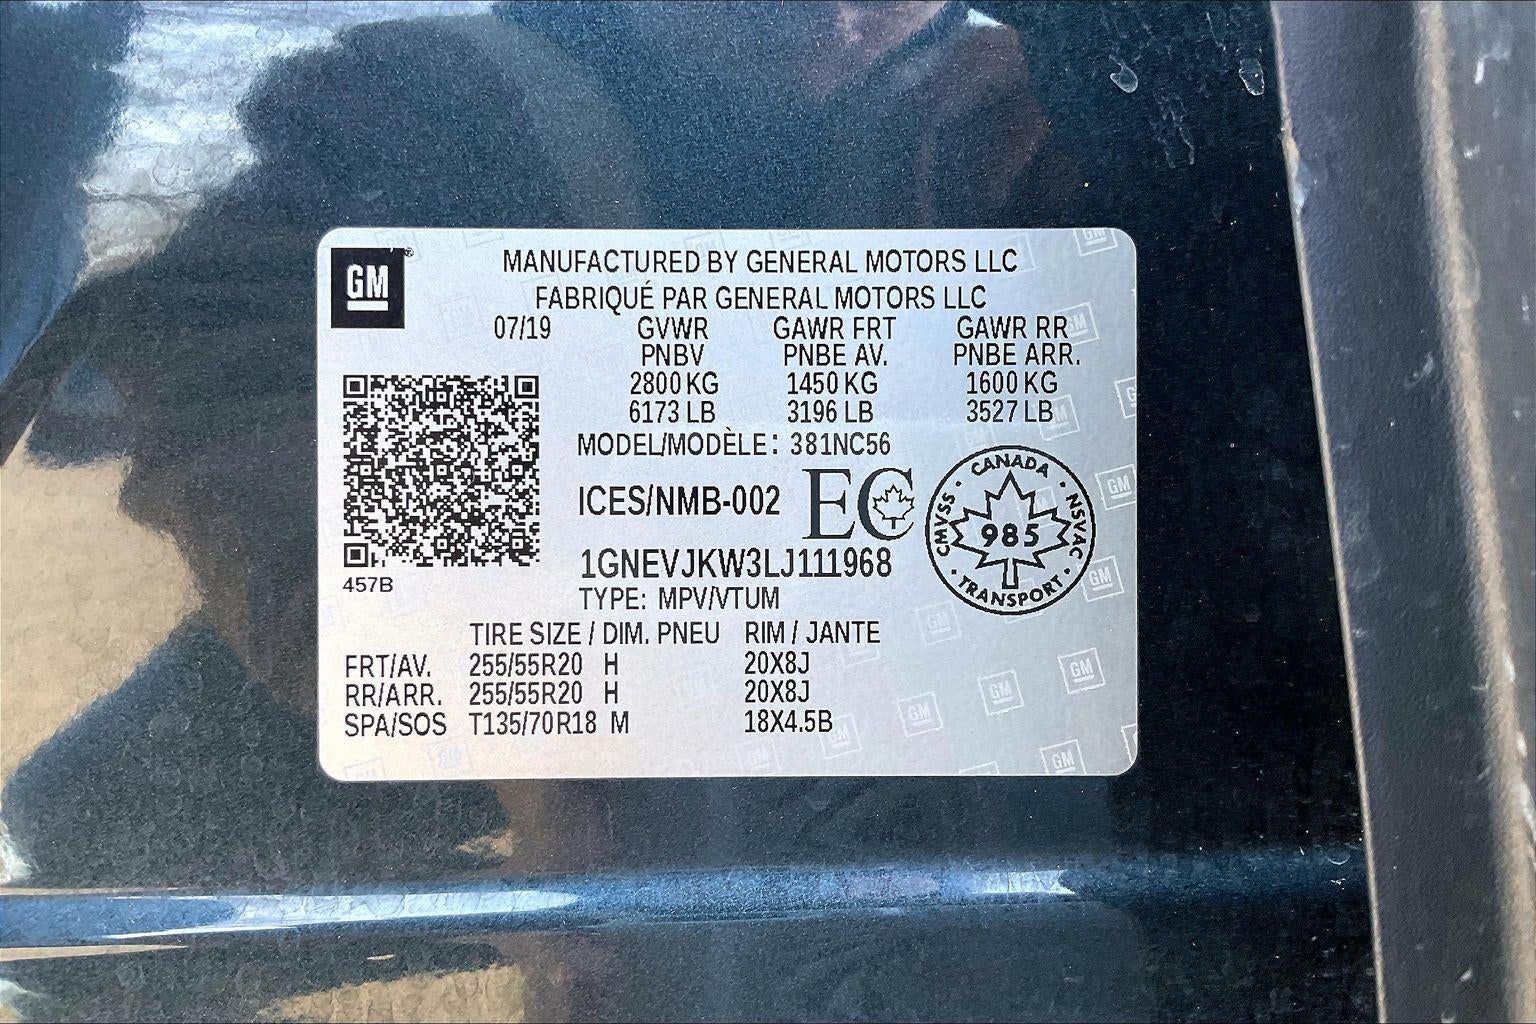 GM
MANUFACTURED BY GENERAL MOTORS LLC
FABRIQUÉ PAR GENERAL MOTORS LLC
07/19 GVWR GAWR FRT GAWR RR
PNBV PNBE AV. PNBE ARR.
2800 KG 1450 KG 1600 KG
6173 LB 3196 LB 3527 LB
MODEL/MODÈLE: 381NC56
ICES/NMB-002 EC
CANADA
CMVSS · NSVAC
985
TRANSPORT
1GNEVJKW3LJ111968
457B
TYPE: MPV/VTUM
TIRE SIZE / DIM. PNEU RIM / JANTE
FRT/AV. 255/55R20 H 20X8J
RR/ARR. 255/55R20 H 20X8J
SPA/SOS T135/70R18 M 18X4.5B